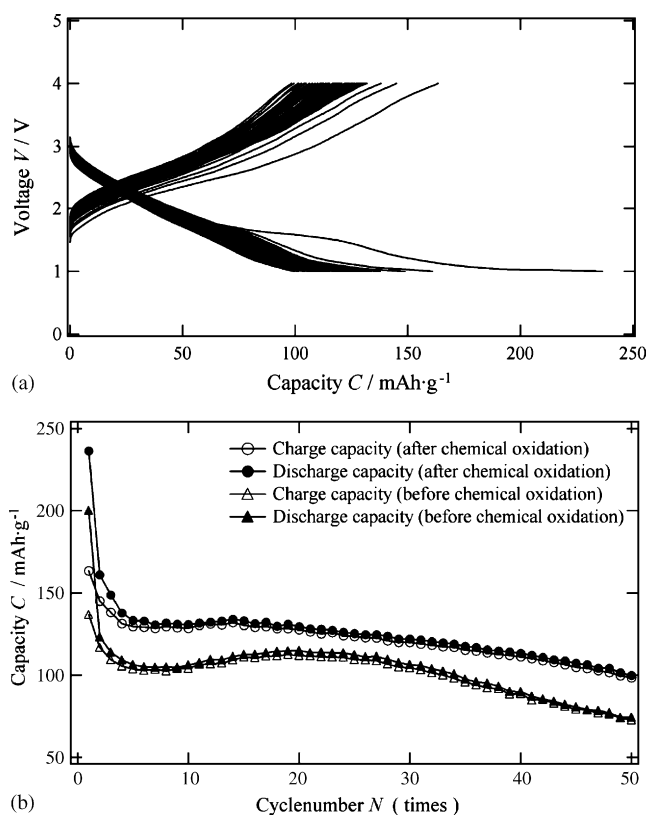 5
4
3
2
1
0
Voltage V / V
0
50
100
150
200
250
(a)
Capacity C / mAh·g-1
250
200
150
100
50
Capacity C / mAh·g-1
Charge capacity (after chemical oxidation)
Discharge capacity (after chemical oxidation)
Charge capacity (before chemical oxidation)
Discharge capacity (before chemical oxidation)
0
10
20
30
40
50
(b)
Cyclenumber N ( times )